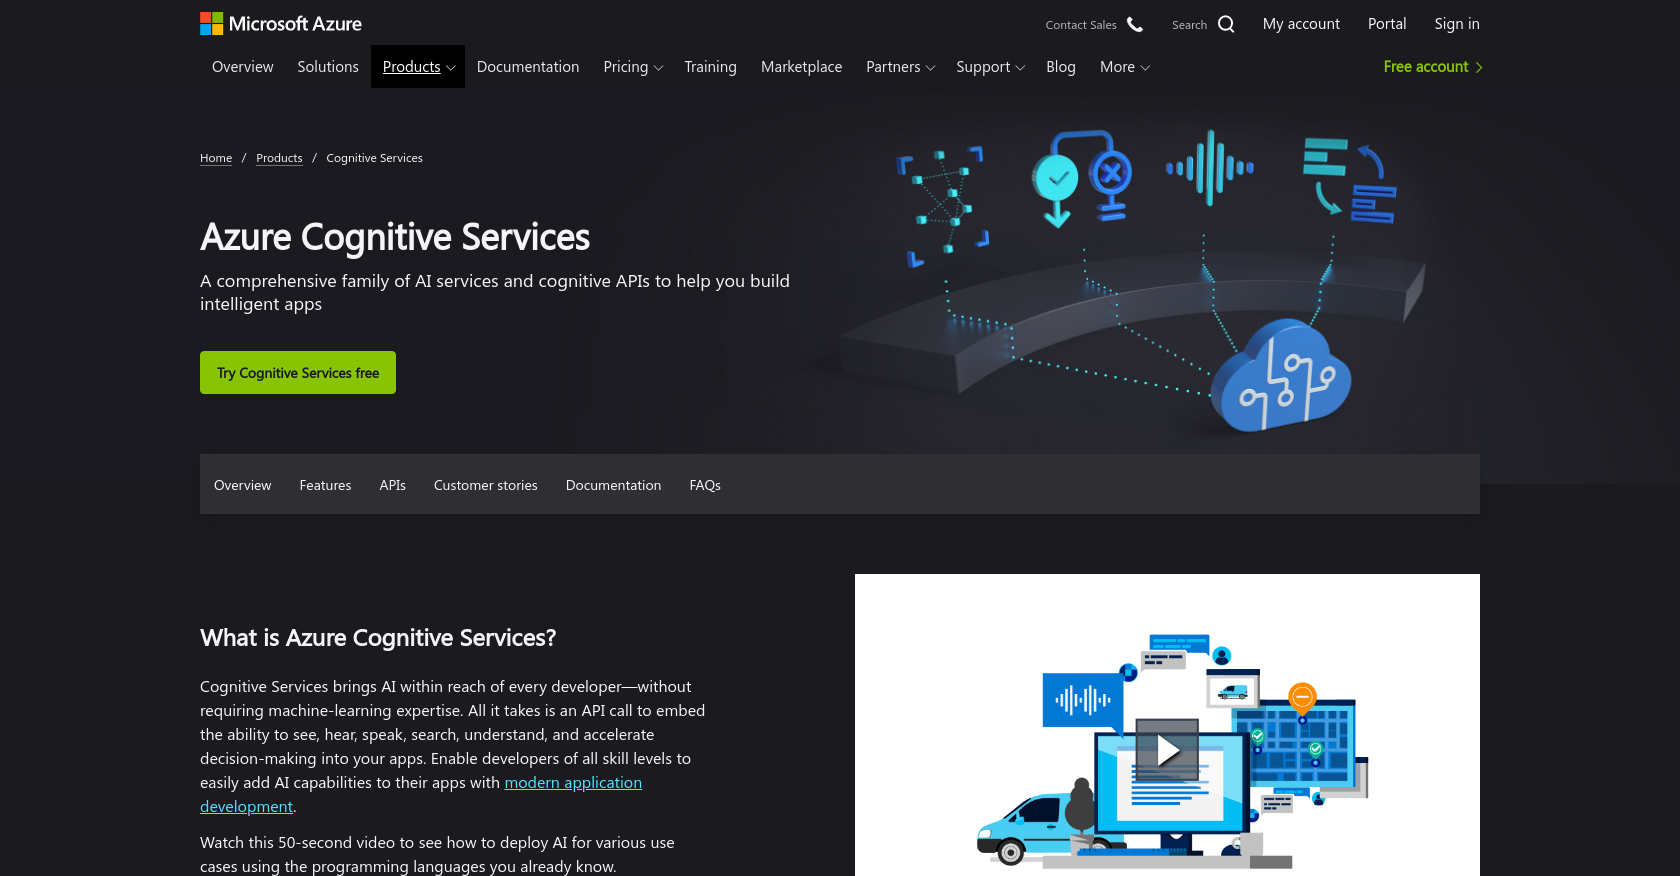 Microsoft Azure
Contact Sales
Search
My account
Portal
Sign in
Overview
Solutions
Products
Documentation
Pricing
Training
Marketplace
Partners
Support
Blog
More
Free account
Home / Products / Cognitive Services
Azure Cognitive Services
A comprehensive family of AI services and cognitive APIs to help you build
intelligent apps
Try Cognitive Services free
Overview
Features
APIs
Customer stories
Documentation
FAQs
What is Azure Cognitive Services?
Cognitive Services brings AI within reach of every developer—without
requiring machine-learning expertise. All it takes is an API call to embed
the ability to see, hear, speak, search, understand, and accelerate
decision-making into your apps. Enable developers of all skill levels to
easily add AI capabilities to their apps with modern application
development.
Watch this 50-second video to see how to deploy AI for various use
cases using the programming languages you already know.